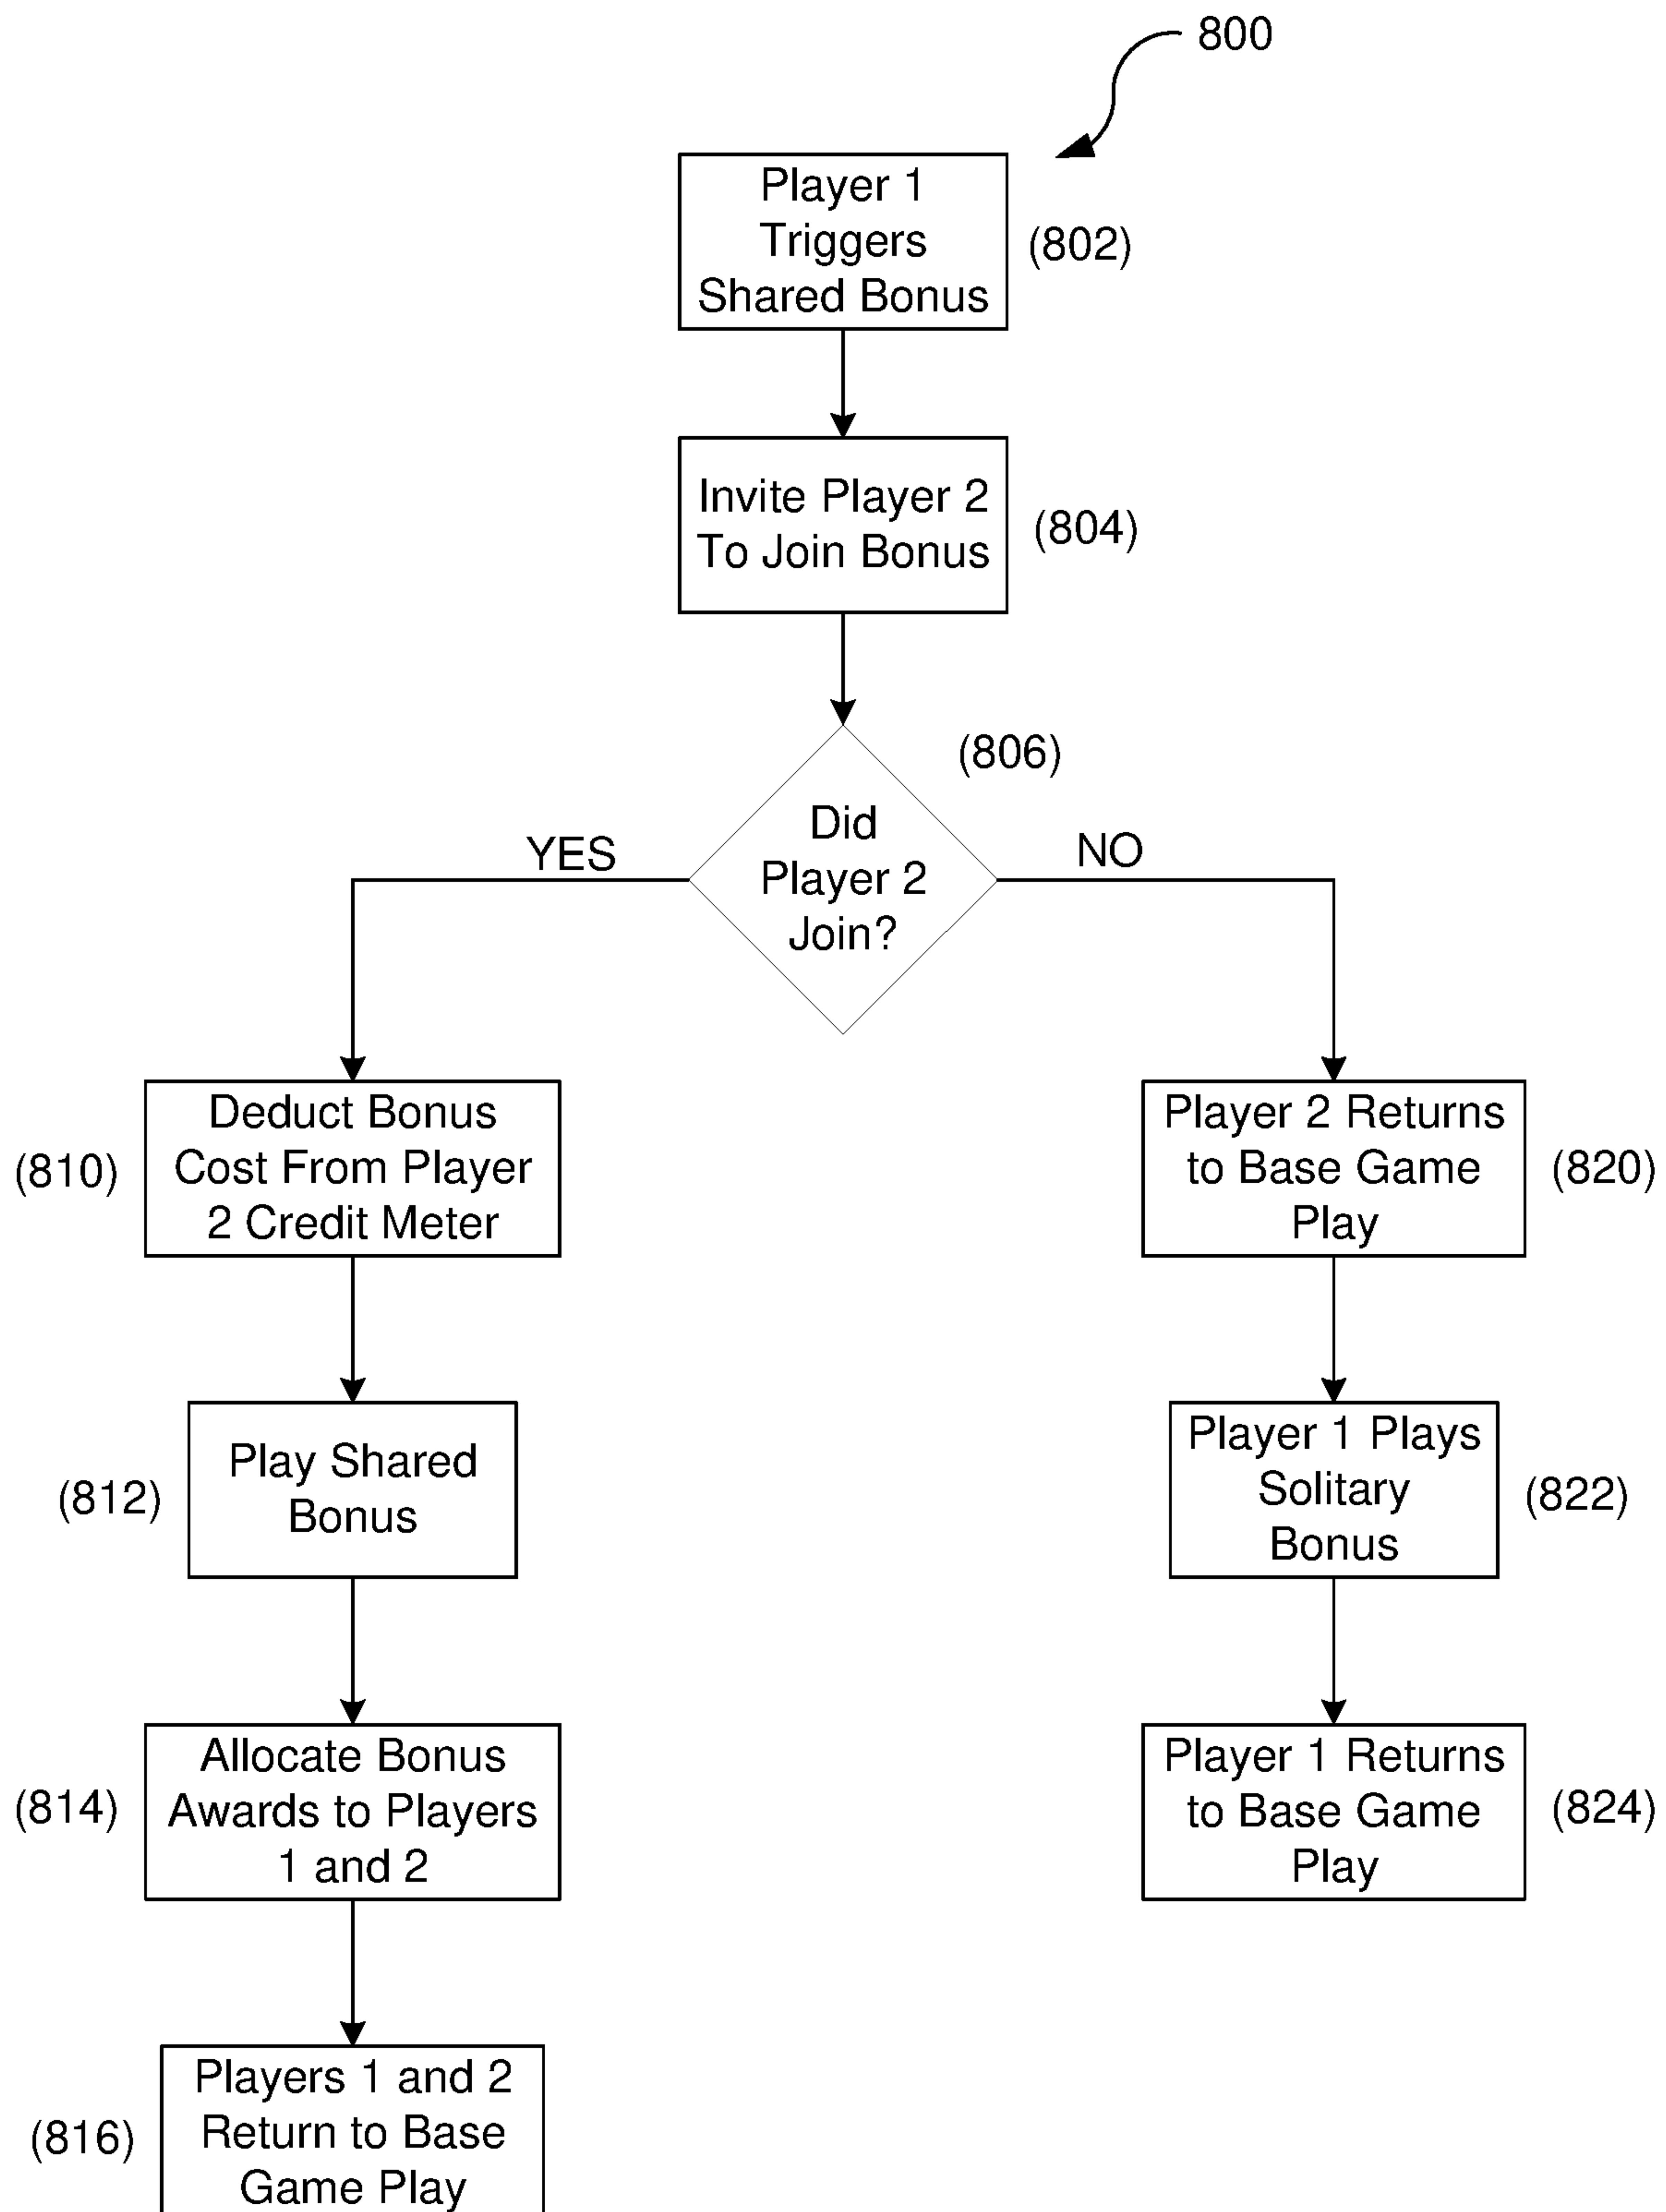 800
Player 1
Triggers
Shared Bonus
(802)
Invite Player 2
To Join Bonus
(804)
(806)
Did
Player 2
Join?
YES
NO
Deduct Bonus
Cost From Player
2 Credit Meter
(810)
Player 2 Returns
to Base Game
Play
(820)
Play Shared
Bonus
(812)
Player 1 Plays
Solitary
Bonus
(822)
Allocate Bonus
Awards to Players
1 and 2
(814)
Player 1 Returns
to Base Game
Play
(824)
Players 1 and 2
Return to Base
Game Play
(816)